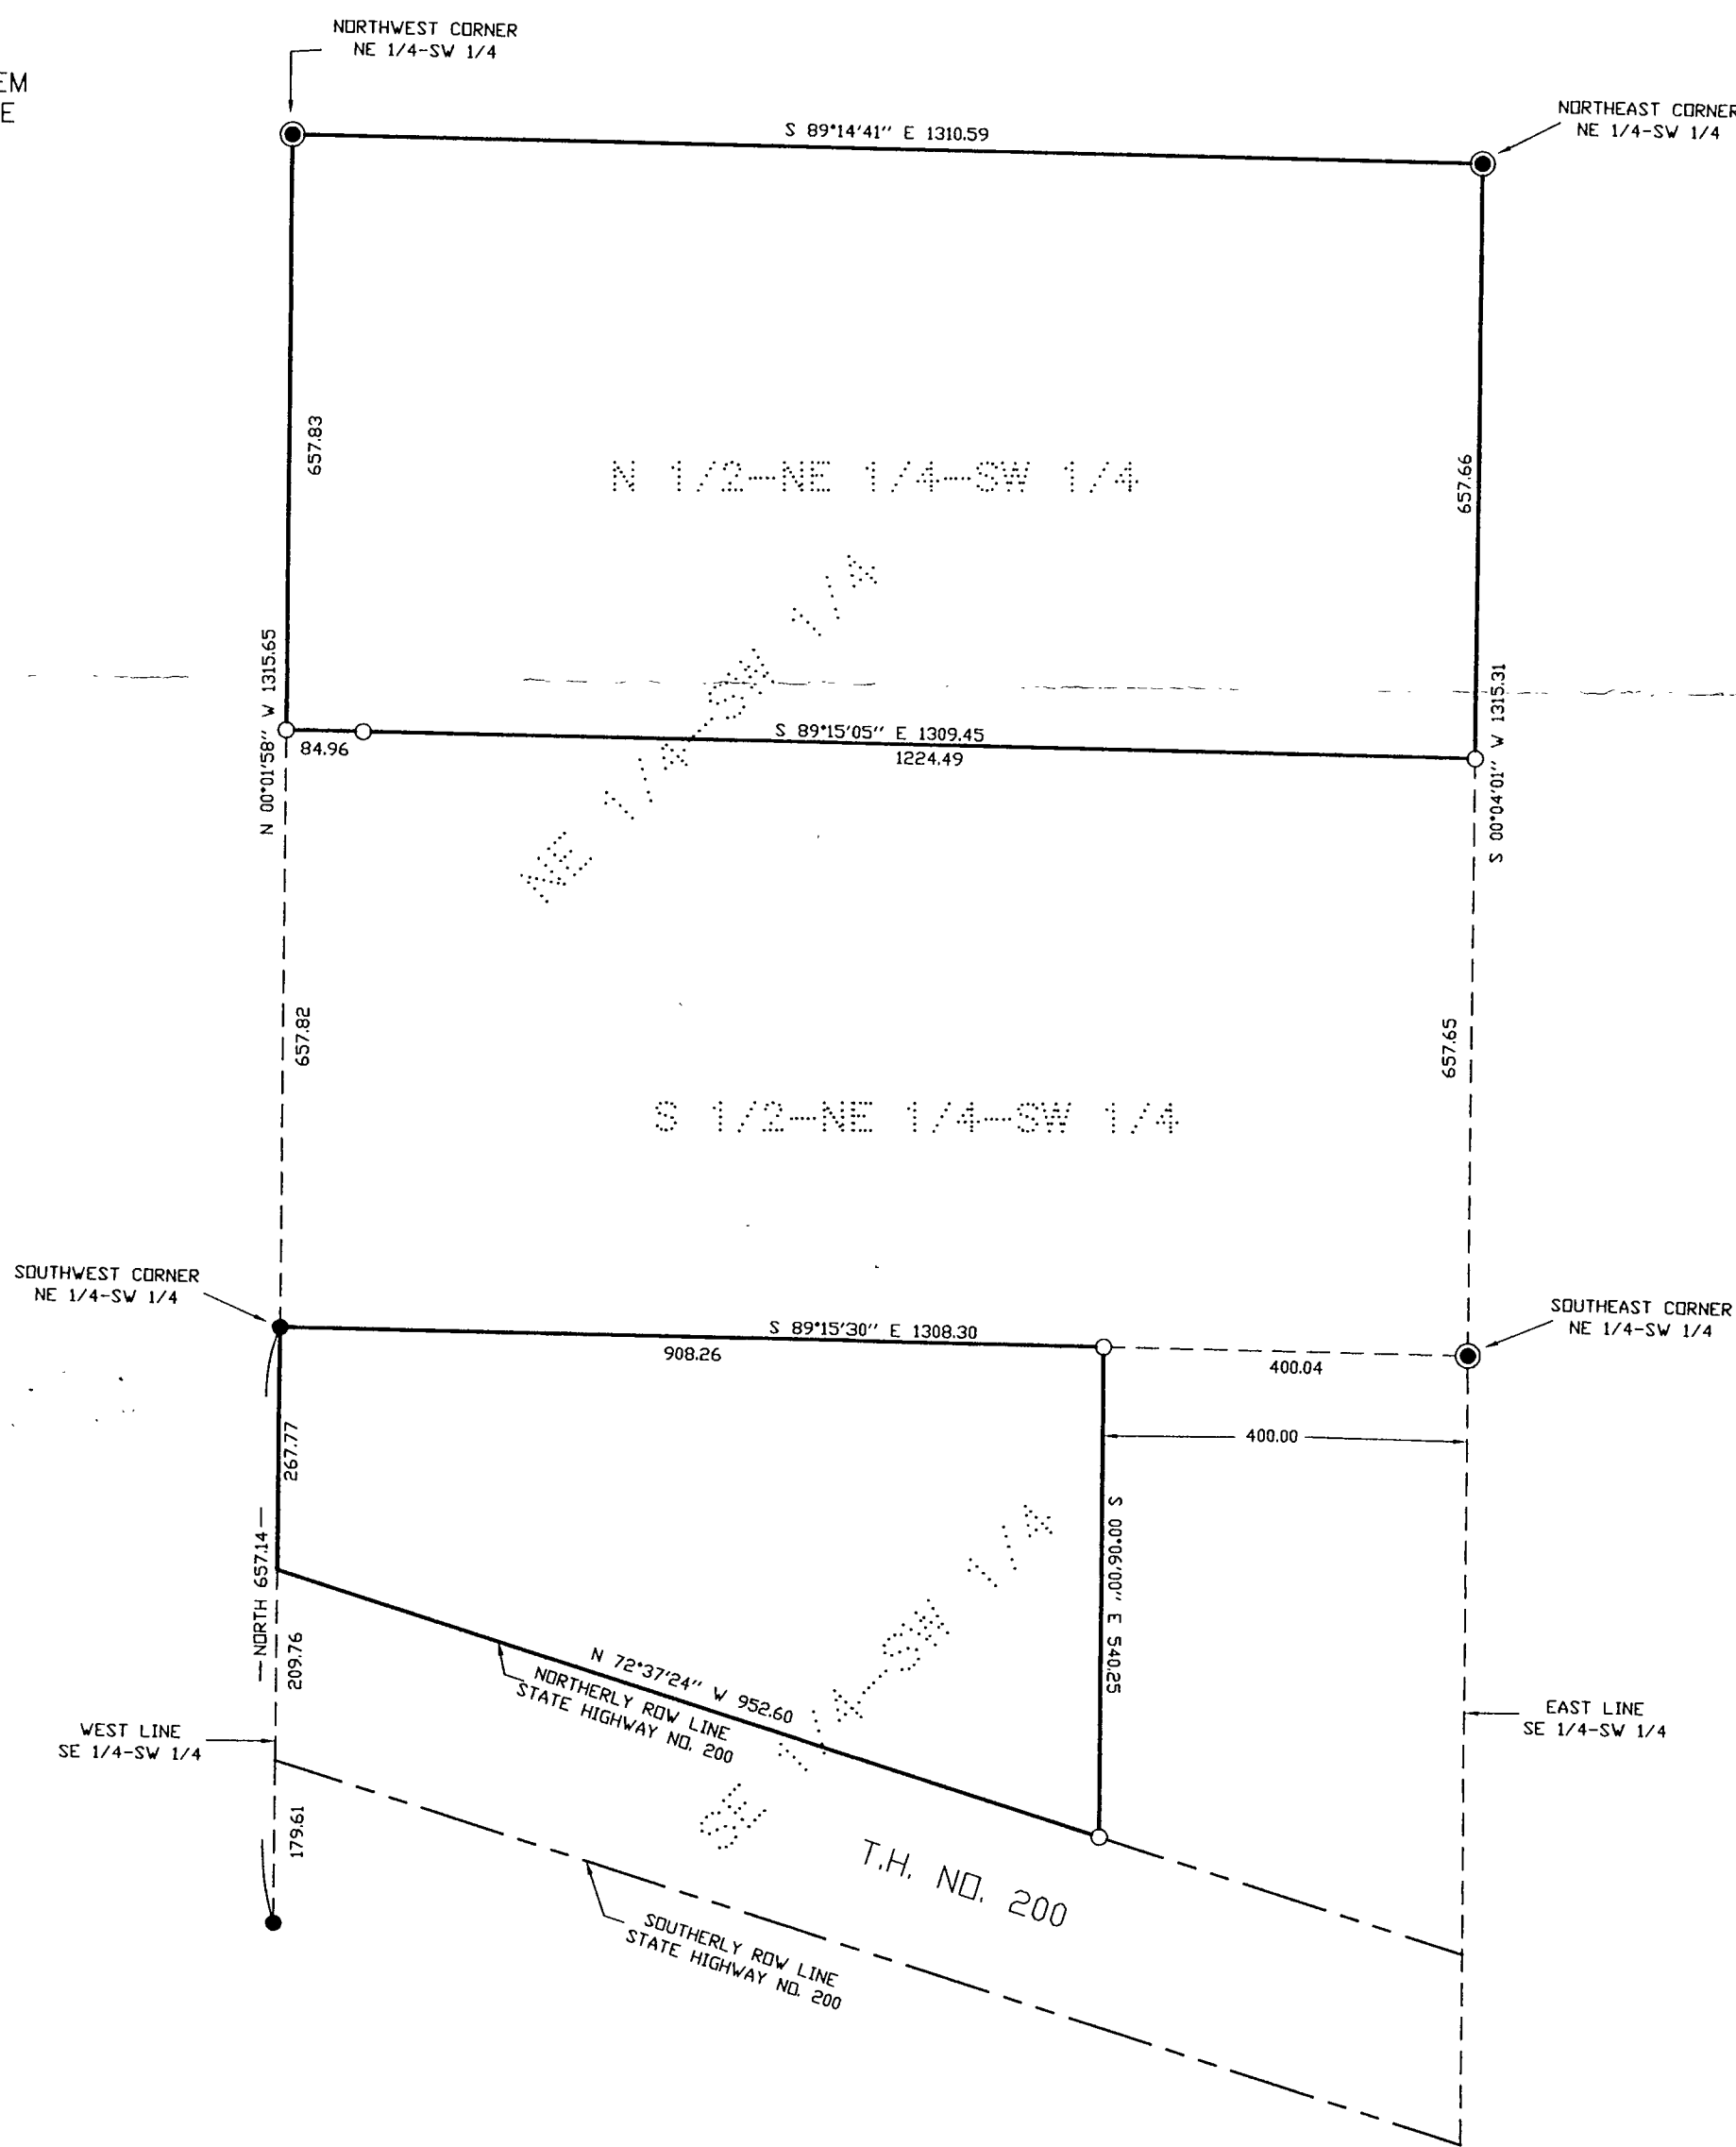 NORTHWEST CORNER
NE 1/4-SW 1/4
EM
E
NORTHEAST CORNER
NE 1/4-SW 1/4
S 89°14'41" E 1310.59
657.83
657.66
N 1/2-NE 1/4-SW 1/4
NE 1/4-SW 1/4
N 00°01'58" W 1315.65
S 00°04'01" W 1315.31
S 89°15'05" E 1309.45
84.96
1224.49
657.82
657.65
S 1/2-NE 1/4-SW 1/4
SOUTHWEST CORNER
NE 1/4-SW 1/4
SOUTHEAST CORNER
NE 1/4-SW 1/4
S 89°15'30" E 1308.30
908.26
400.04
400.00
267.77
NORTH 657.14
S 00°06'00" E 540.25
SE 1/4-SW 1/4
209.76
N 72°37'24" W 952.60
NORTHERLY ROW LINE
STATE HIGHWAY NO. 200
WEST LINE
SE 1/4-SW 1/4
EAST LINE
SE 1/4-SW 1/4
179.61
T.H. NO. 200
SOUTHERLY ROW LINE
STATE HIGHWAY NO. 200